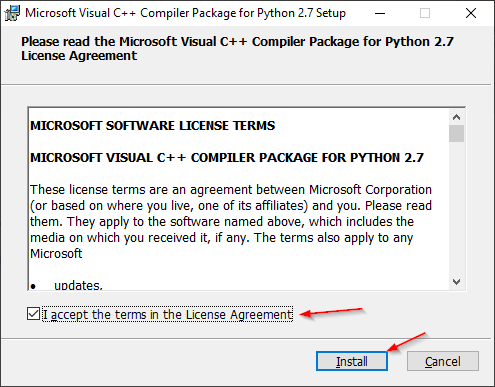 Microsoft Visual C++ Compiler Package for Python 2.7 Setup
Please read the Microsoft Visual C++ Compiler Package for Python 2.7
License Agreement
MICROSOFT SOFTWARE LICENSE TERMS
MICROSOFT VISUAL C++ COMPILER PACKAGE FOR PYTHON 2.7
These license terms are an agreement between Microsoft Corporation
(or based on where you live, one of its affiliates) and you. Please read
them. They apply to the software named above, which includes the
media on which you received it, if any. The terms also apply to any
Microsoft
• updates,
I accept the terms in the License Agreement
Install
Cancel